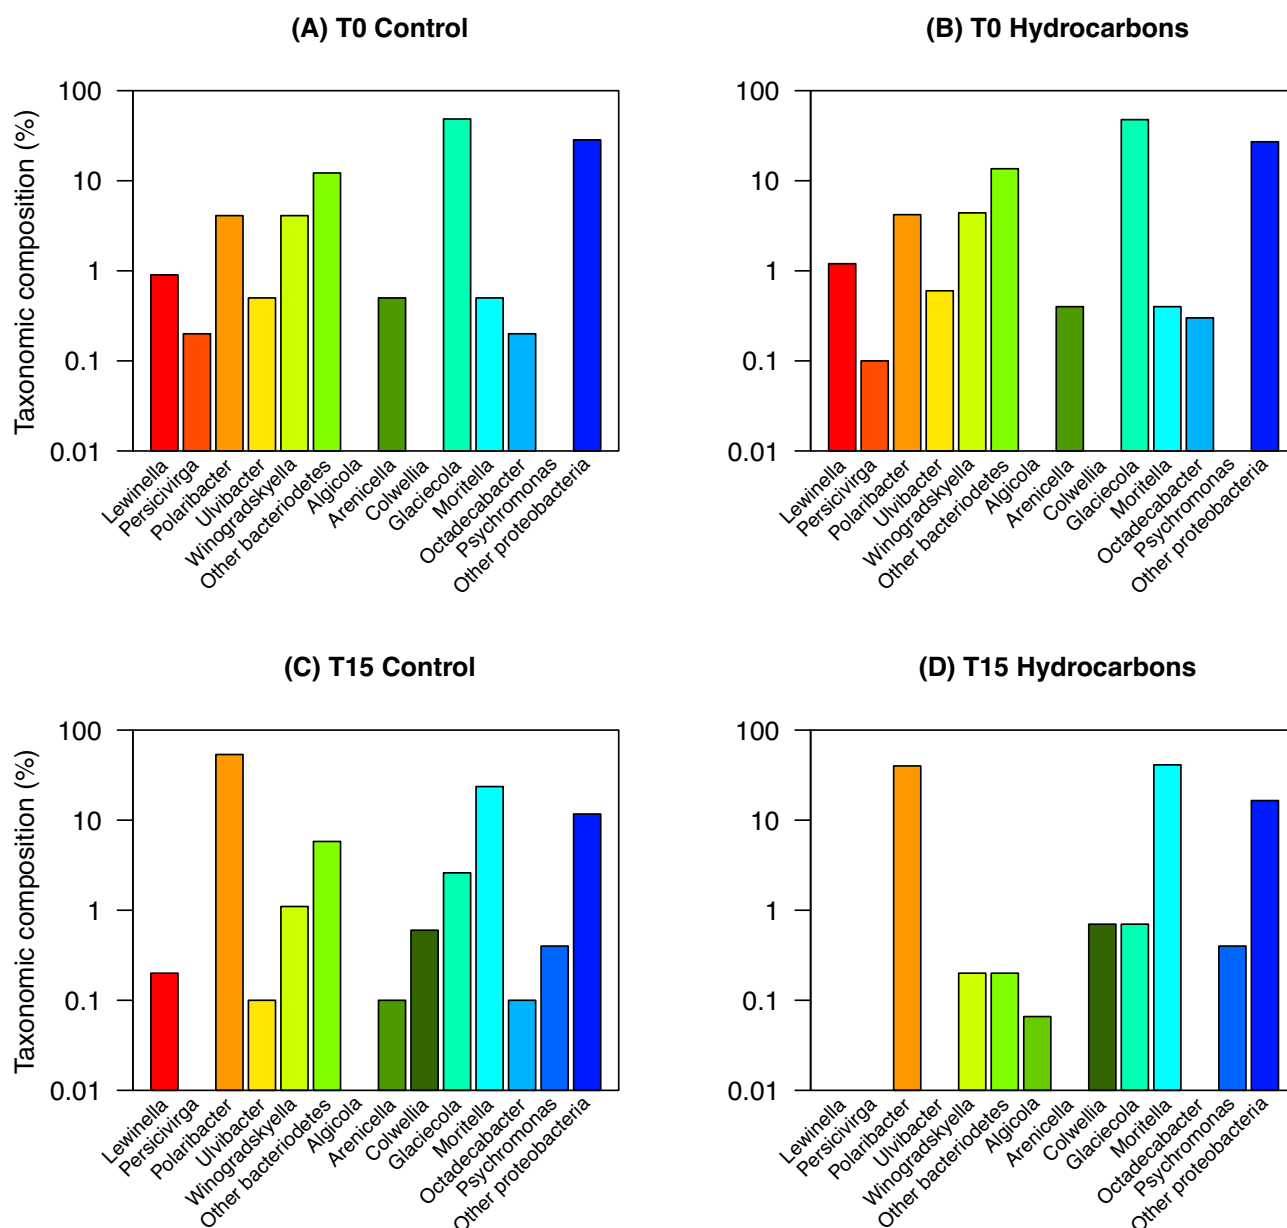 (A) T0 Control
Taxonomic composition (%)
100
10
1
0.1
0.01
Lewinella
Persicivirga
Polaribacter
Ulvibacter
Winogradskyella
Other bacteriodetes
Algicola
Arenicella
Colwellia
Glaciecola
Moritella
Octadecabacter
Psychromonas
Other proteobacteria
(B) T0 Hydrocarbons
100
10
1
0.1
0.01
Lewinella
Persicivirga
Polaribacter
Ulvibacter
Winogradskyella
Other bacteriodetes
Algicola
Arenicella
Colwellia
Glaciecola
Moritella
Octadecabacter
Psychromonas
Other proteobacteria
(C) T15 Control
Taxonomic composition (%)
100
10
1
0.1
0.01
Lewinella
Persicivirga
Polaribacter
Ulvibacter
Winogradskyella
Other bacteriodetes
Algicola
Arenicella
Colwellia
Glaciecola
Moritella
Octadecabacter
Psychromonas
Other proteobacteria
(D) T15 Hydrocarbons
100
10
1
0.1
0.01
Lewinella
Persicivirga
Polaribacter
Ulvibacter
Winogradskyella
Other bacteriodetes
Algicola
Arenicella
Colwellia
Glaciecola
Moritella
Octadecabacter
Psychromonas
Other proteobacteria